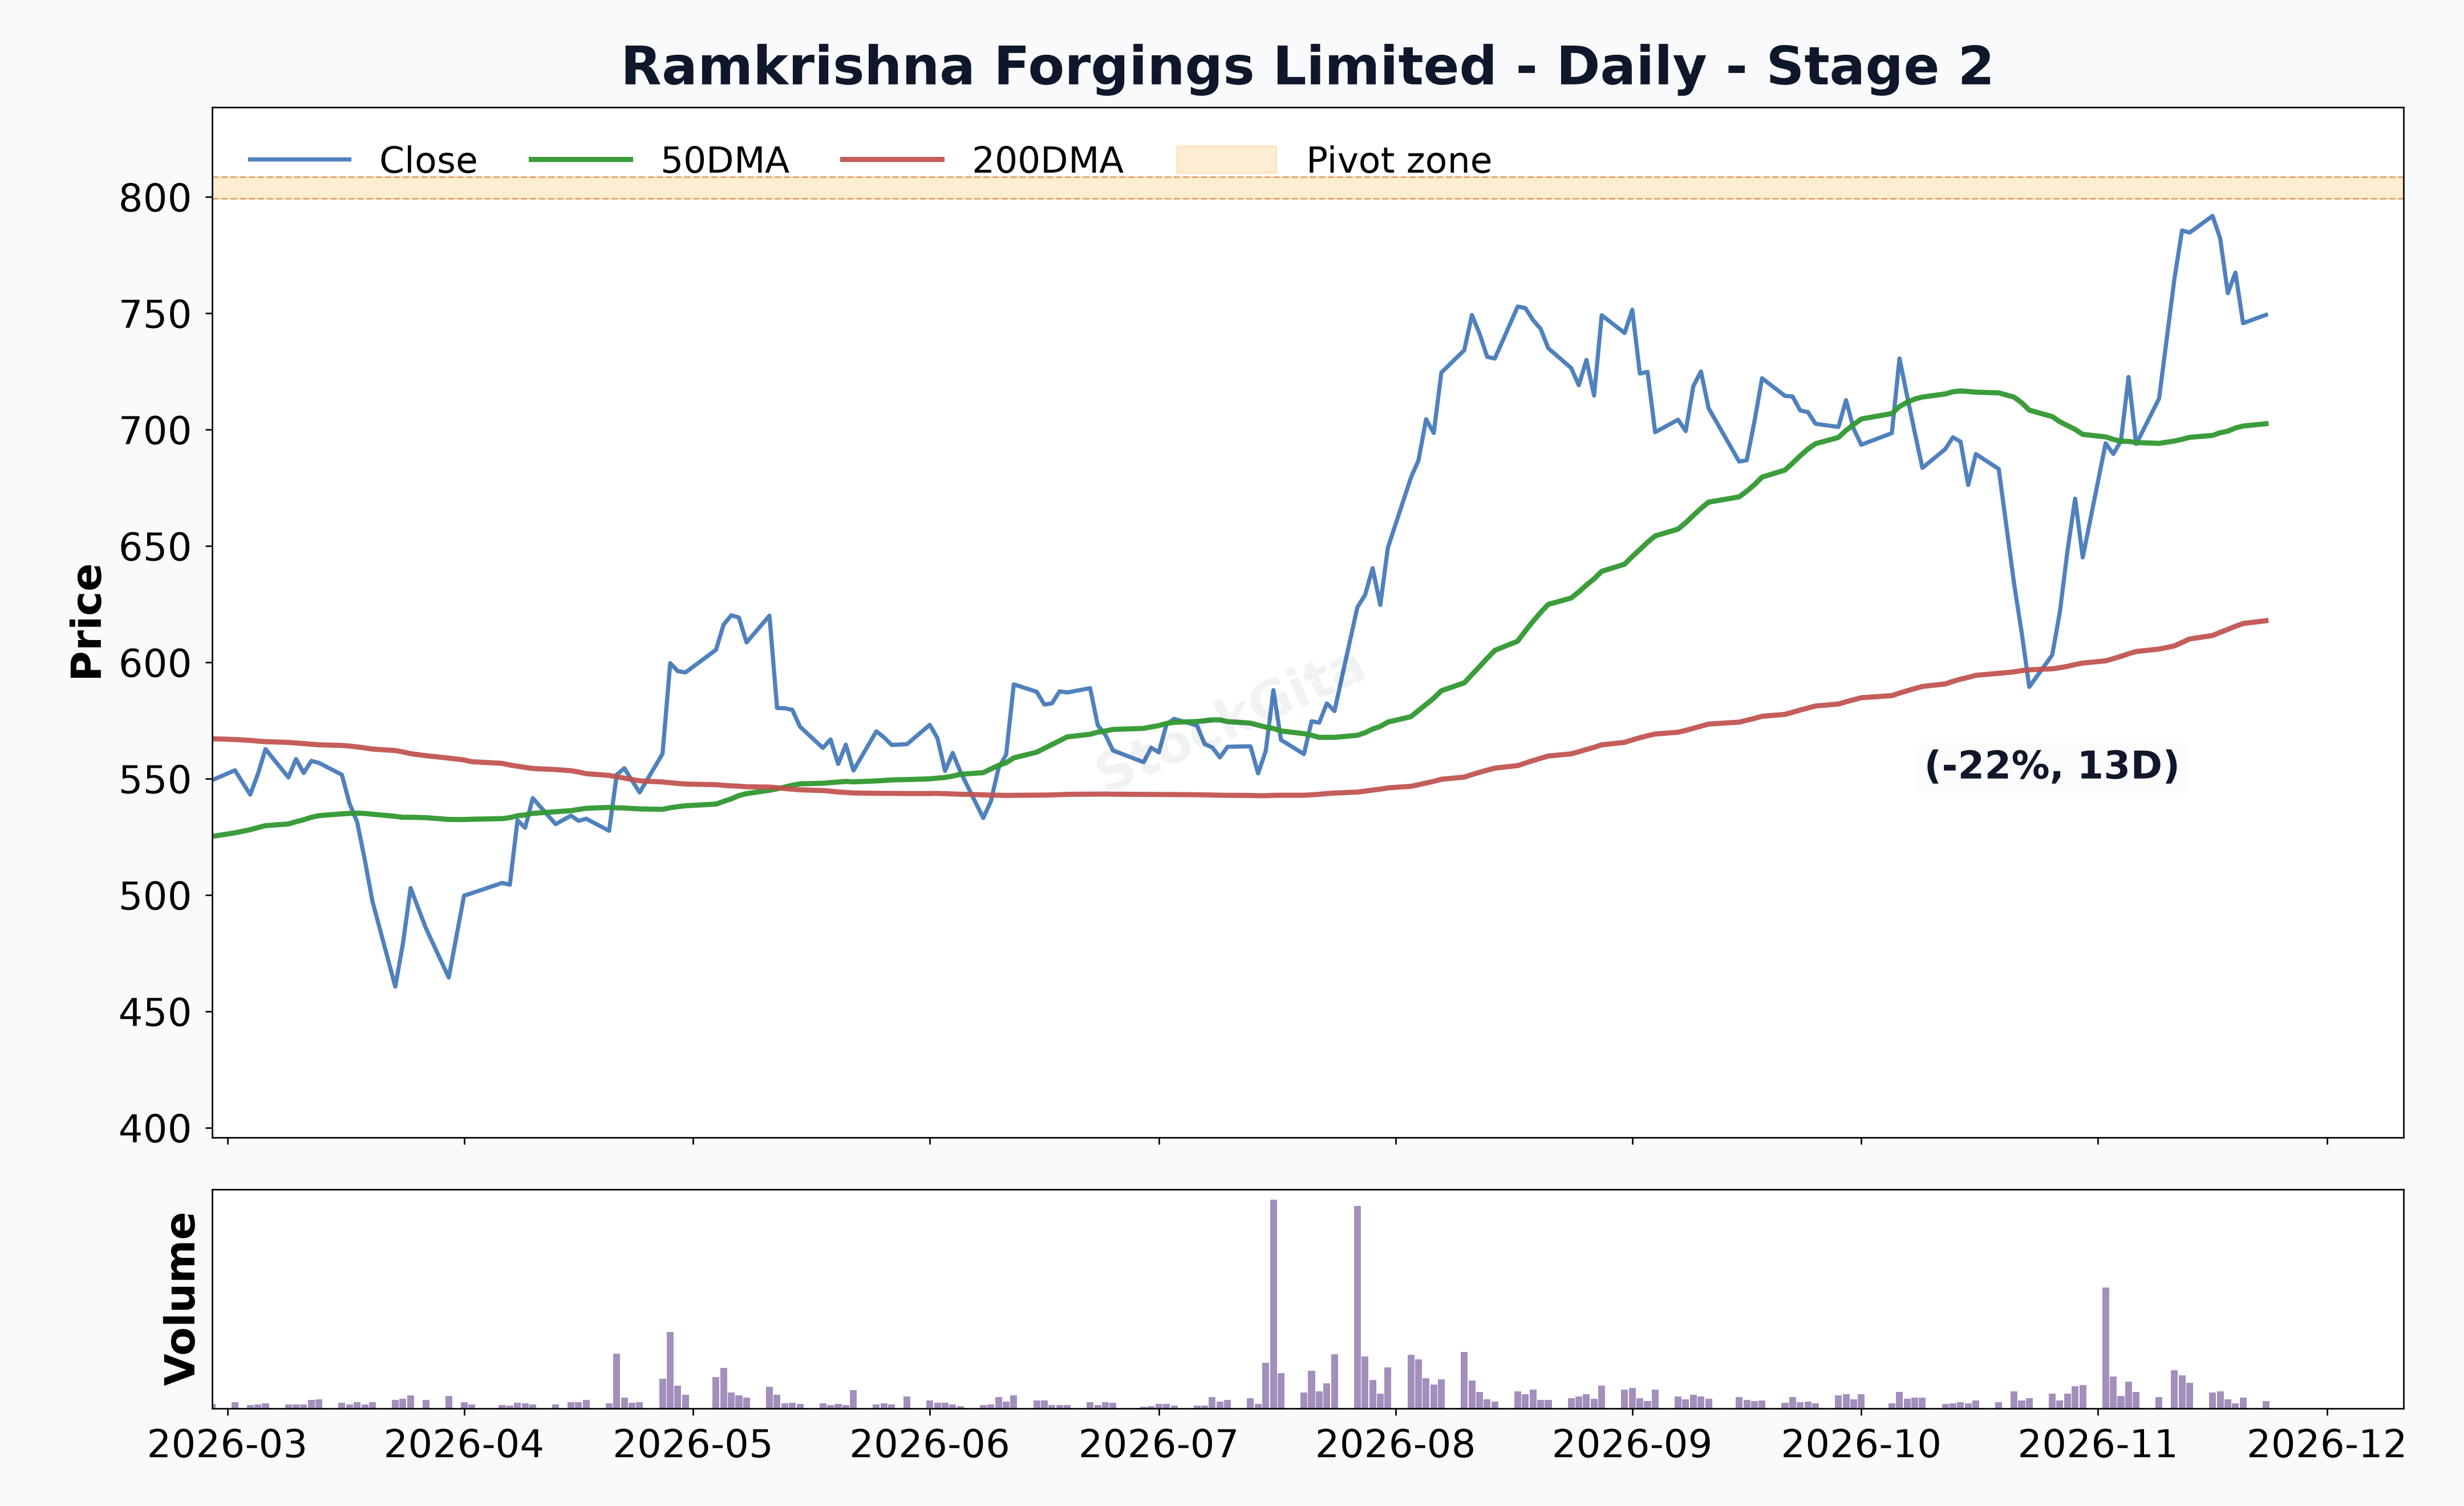 Ramkrishna Forgings Limited - Daily - Stage 2
Close 50DMA 200DMA Pivot zone
800
750
700
650
600
550
500
450
400
Price
StockGita
(-22%, 13D)
Volume
2026-03 2026-04 2026-05 2026-06 2026-07 2026-08 2026-09 2026-10 2026-11 2026-12